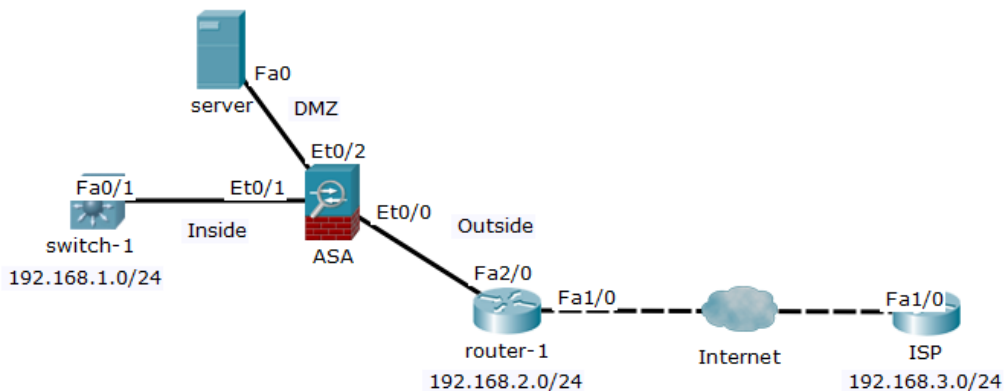 Fa0
server
DMZ
Et0/2
Fa0/1
Et0/1
Et0/0
Inside
Outside
switch-1
ASA
192.168.1.0/24
Fa2/0
Fa1/0
Fa1/0
router-1
Internet
ISP
192.168.2.0/24
192.168.3.0/24